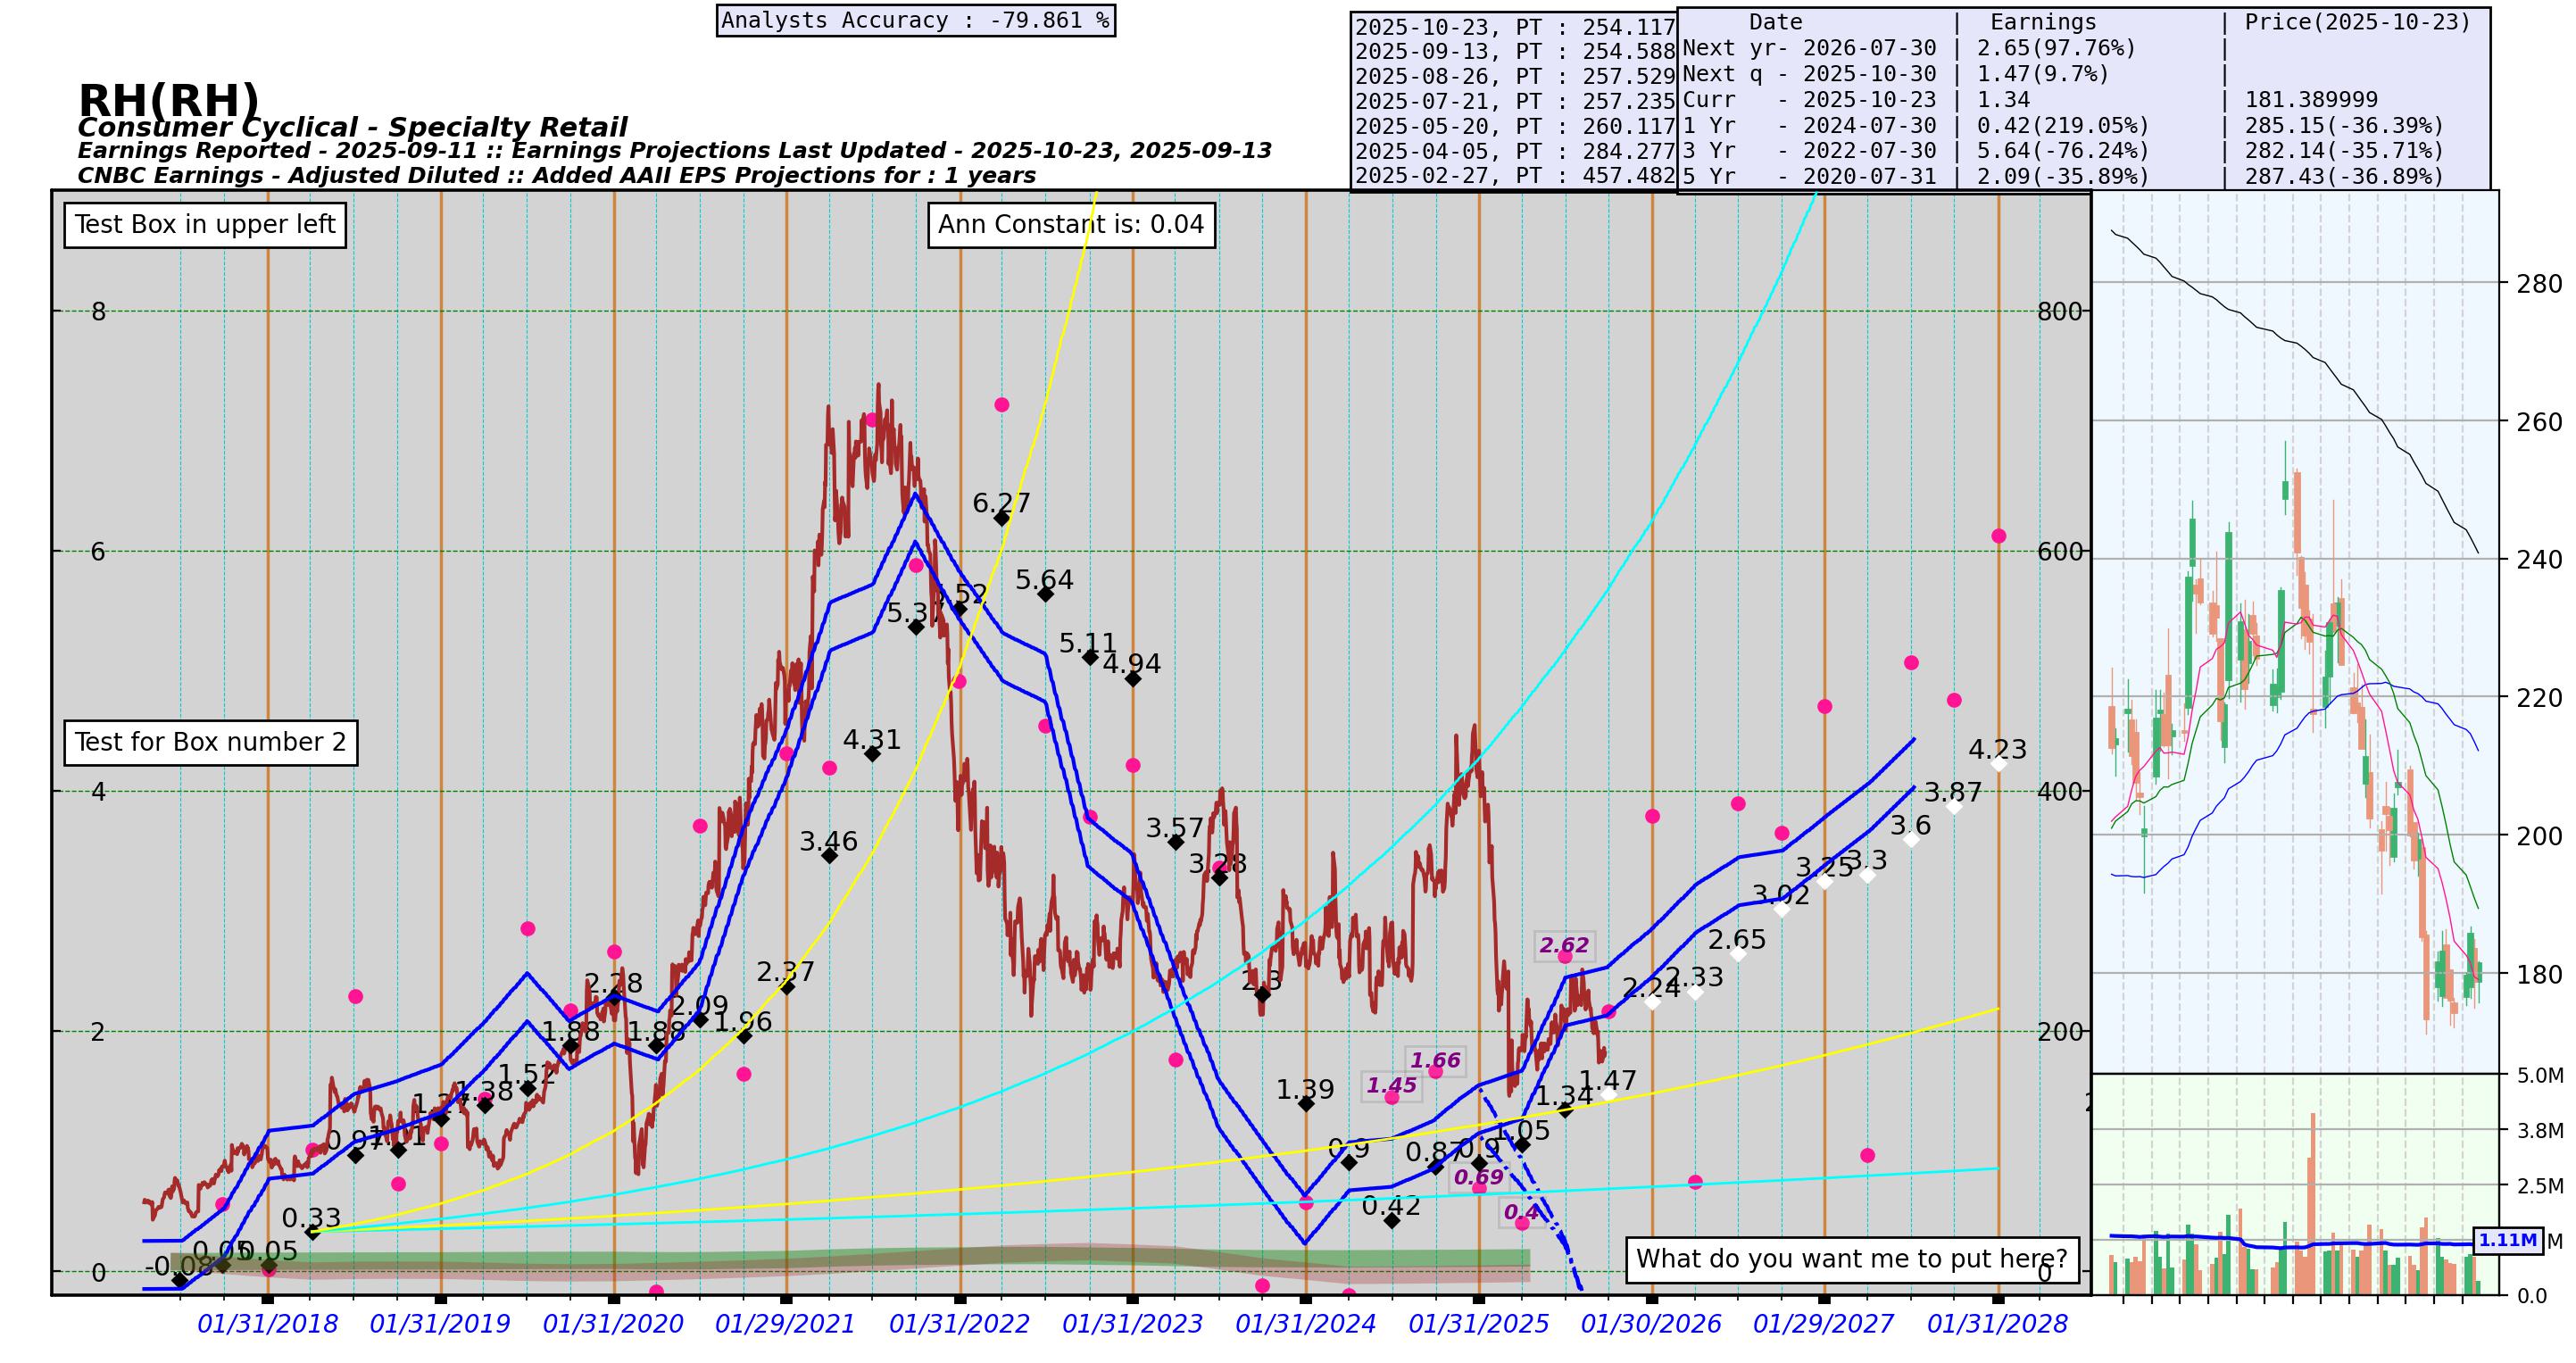 Analysts Accuracy : -79.861 %
RH(RH)
Consumer Cyclical - Specialty Retail
Earnings Reported - 2025-09-11 :: Earnings Projections Last Updated - 2025-10-23, 2025-09-13
CNBC Earnings - Adjusted Diluted :: Added AAII EPS Projections for : 1 years
2025-10-23, PT : 254.117
2025-09-13, PT : 254.588
2025-08-26, PT : 257.529
2025-07-21, PT : 257.235
2025-05-20, PT : 260.117
2025-04-05, PT : 284.277
2025-02-27, PT : 457.482
Date | Earnings | Price(2025-10-23)
Next yr- 2026-07-30 | 2.65(97.76%) |
Next q - 2025-10-30 | 1.47(9.7%) |
Curr - 2025-10-23 | 1.34 | 181.389999
1 Yr - 2024-07-30 | 0.42(219.05%) | 285.15(-36.39%)
3 Yr - 2022-07-30 | 5.64(-76.24%) | 282.14(-35.71%)
5 Yr - 2020-07-31 | 2.09(-35.89%) | 287.43(-36.89%)
Test Box in upper left
Ann Constant is: 0.04
Test for Box number 2
What do you want me to put here?
8
6
4
2
0
800
600
400
200
0
-0.08
0.05
0.05
0.33
0.97
1.27
1.38
1.52
1.88
2.28
1.88
2.09
1.96
2.37
3.46
4.31
5.37
6.27
5.64
5.11
4.94
3.57
3.28
2.3
1.39
0.9
0.42
0.87
0.9
1.05
1.34
1.47
2.24
2.33
2.65
3.02
3.25
3.3
3.6
3.87
4.23
1.45
1.66
0.69
0.4
2.62
280
260
240
220
200
180
5.0M
3.8M
2.5M
1.11M
M
0.0
01/31/2018
01/31/2019
01/31/2020
01/29/2021
01/31/2022
01/31/2023
01/31/2024
01/31/2025
01/30/2026
01/29/2027
01/31/2028